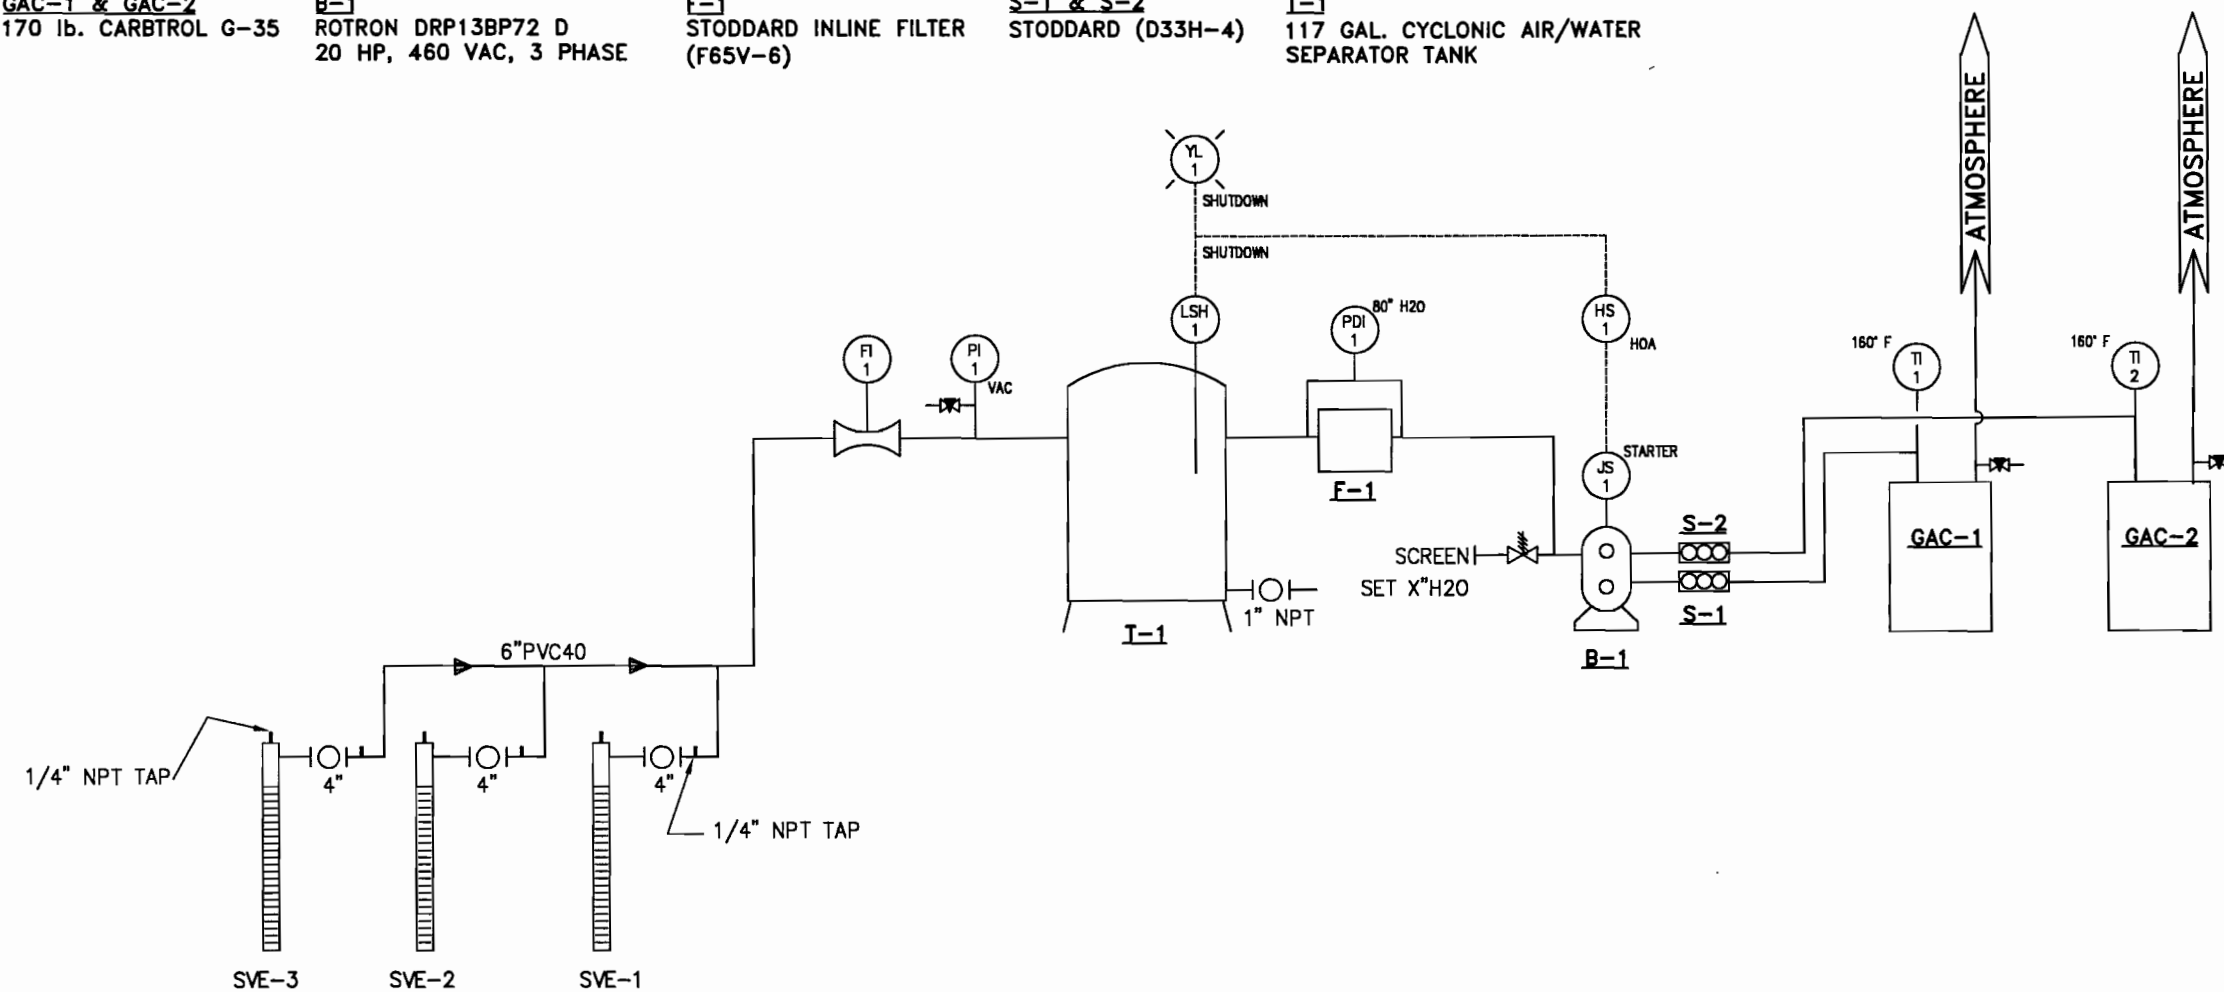 GAC-1 & GAC-2
170 lb. CARBTROL G-35
B-1
ROTRON DRP13BP72 D
20 HP, 460 VAC, 3 PHASE
F-1
STODDARD INLINE FILTER
(F65V-6)
S-1 & S-2
STODDARD (D33H-4)
T-1
117 GAL. CYCLONIC AIR/WATER
SEPARATOR TANK
ATMOSPHERE
ATMOSPHERE
YL
1
SHUTDOWN
SHUTDOWN
LSH
1
PDI
1
80" H2O
HS
1
HOA
FI
1
PI
1
VAC
160° F
TI
1
160° F
TI
2
STARTER
JS
1
F-1
S-2
GAC-1
GAC-2
SCREEN
SET X"H2O
1" NPT
S-1
T-1
B-1
6"PVC40
1/4" NPT TAP
4"
4"
4"
1/4" NPT TAP
SVE-3
SVE-2
SVE-1